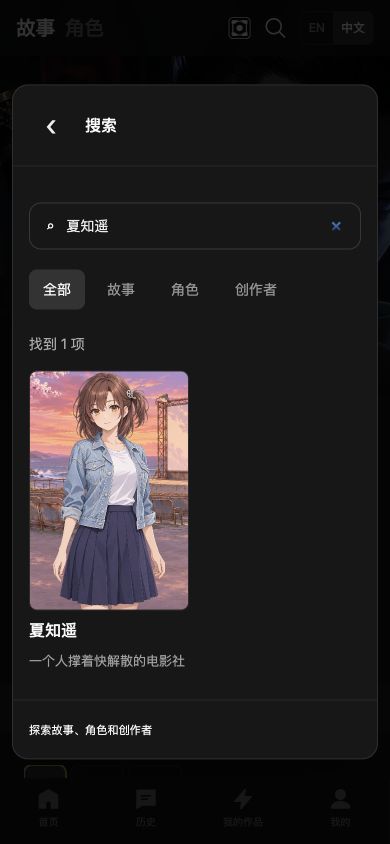 故事 角色 EN 中文
搜索
夏知遥
全部 故事 角色 创作者
找到 1 项
夏知遥
一个人撑着快解散的电影社
探索故事、角色和创作者
首页 历史 我的作品 我的